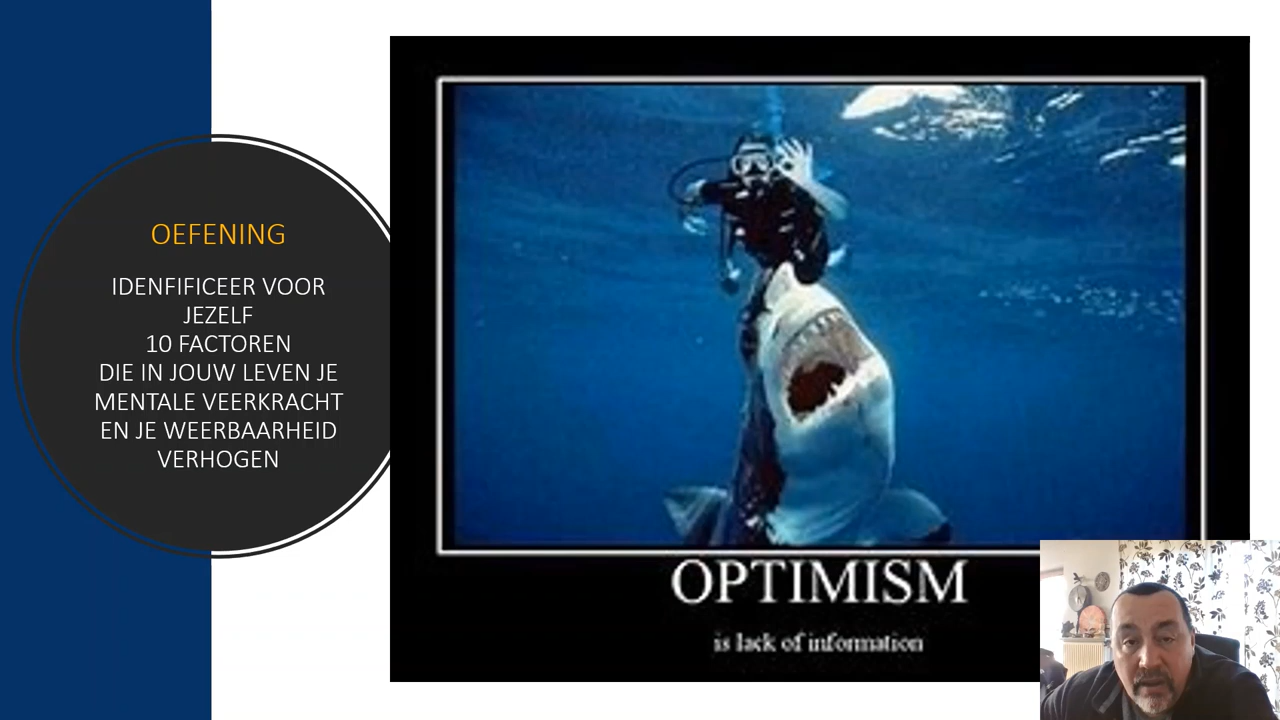 OEFENING
IDENFIFICEER VOOR
JEZELF
10 FACTOREN
DIE IN JOUW LEVEN JE
MENTALE VEERKRACHT
EN JE WEERBAARHEID
VERHOGEN
OPTIMISM
is lack of information